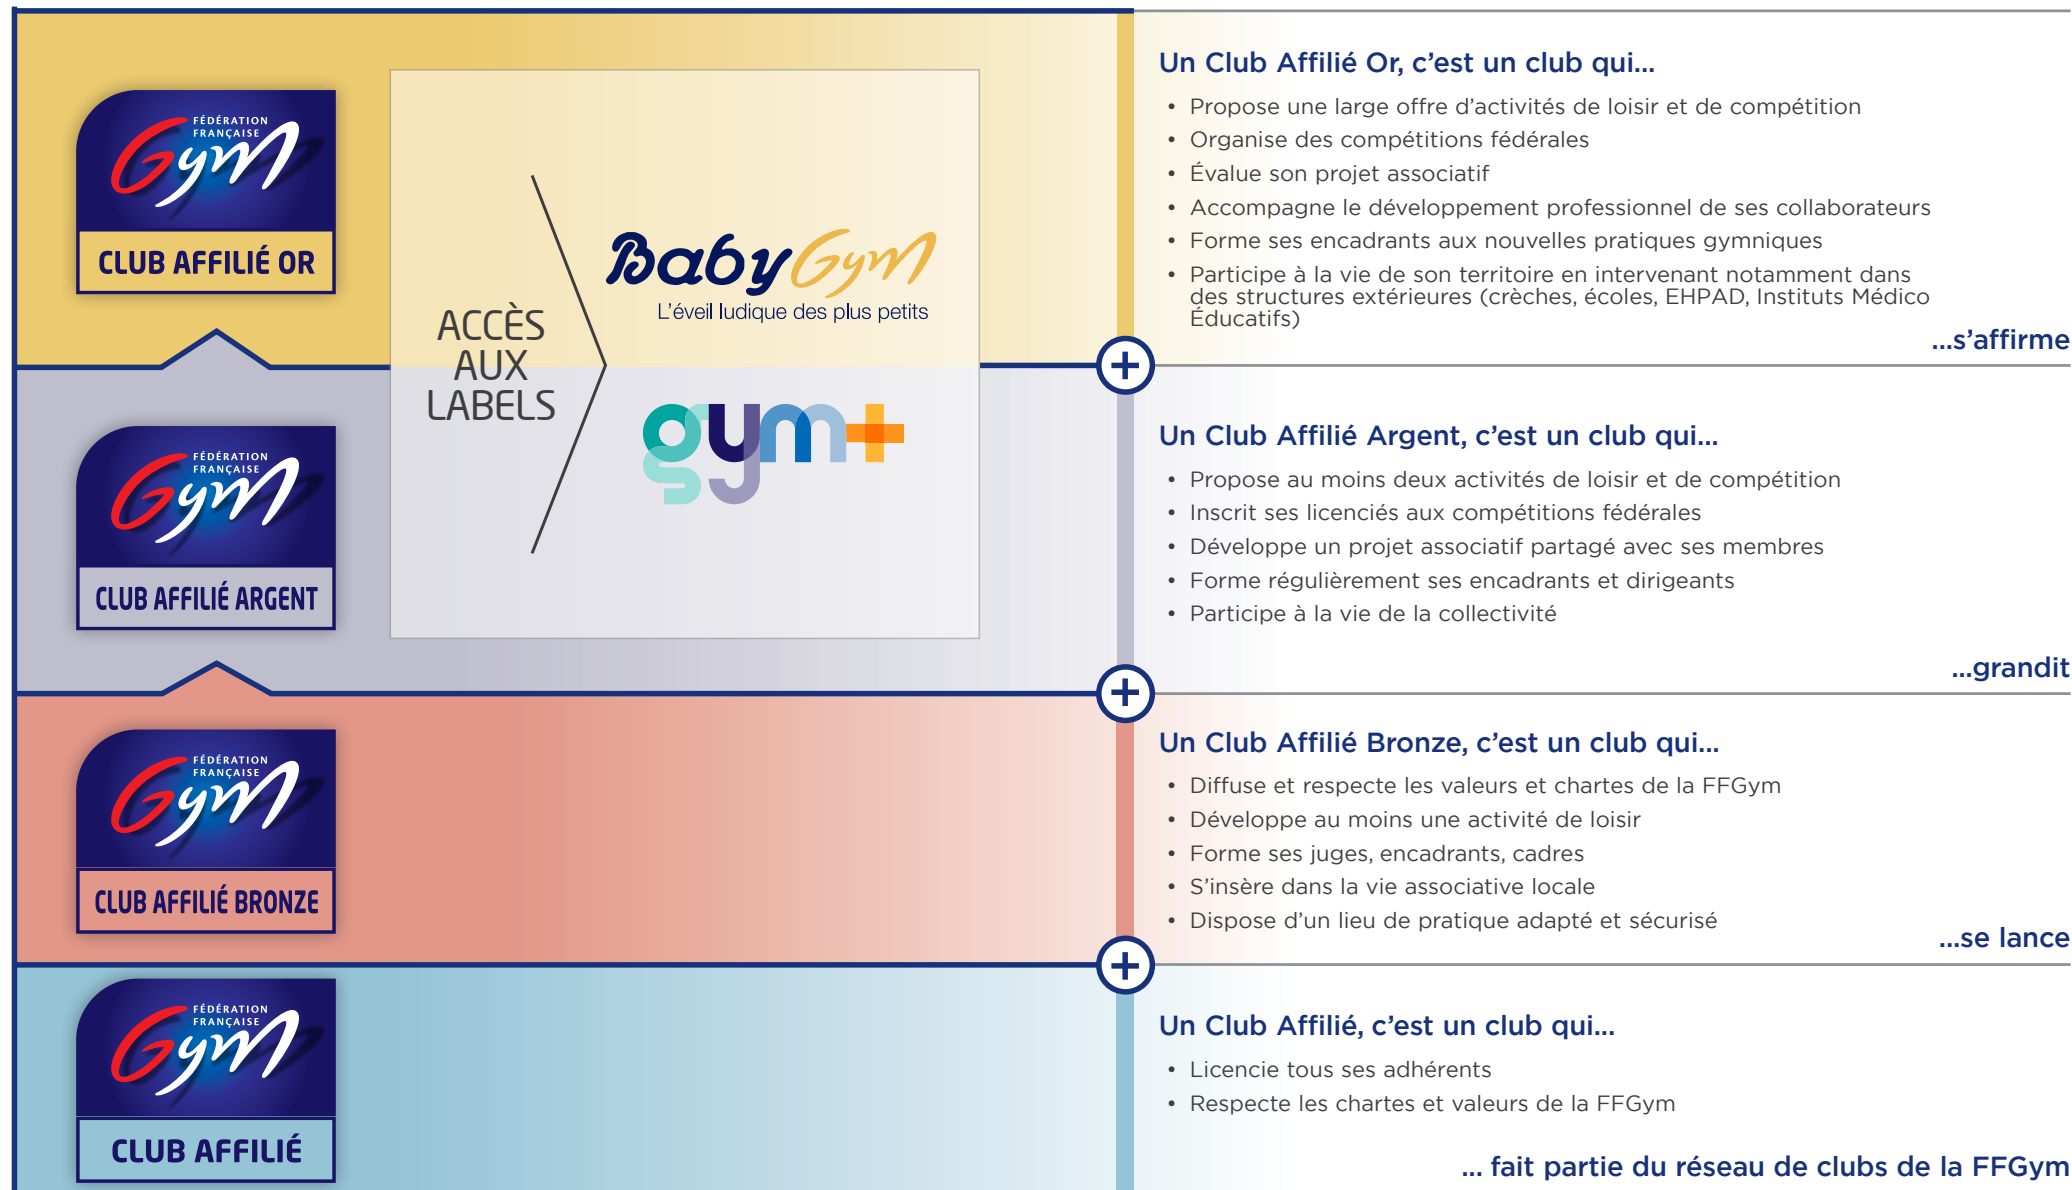 FÉDÉRATION
FRANÇAISE
Gym
CLUB AFFILIÉ OR
ACCÈS
AUX
LABELS
BabyGym
L'éveil ludique des plus petits
gym+
Un Club Affilié Or, c'est un club qui...
• Propose une large offre d'activités de loisir et de compétition
• Organise des compétitions fédérales
• Évalue son projet associatif
• Accompagne le développement professionnel de ses collaborateurs
• Forme ses encadrants aux nouvelles pratiques gymniques
• Participe à la vie de son territoire en intervenant notamment dans
des structures extérieures (crèches, écoles, EHPAD, Instituts Médico
Éducatifs)
...s'affirme
+
FÉDÉRATION
FRANÇAISE
Gym
CLUB AFFILIÉ ARGENT
Un Club Affilié Argent, c'est un club qui...
• Propose au moins deux activités de loisir et de compétition
• Inscrit ses licenciés aux compétitions fédérales
• Développe un projet associatif partagé avec ses membres
• Forme régulièrement ses encadrants et dirigeants
• Participe à la vie de la collectivité
...grandit
+
FÉDÉRATION
FRANÇAISE
Gym
CLUB AFFILIÉ BRONZE
Un Club Affilié Bronze, c'est un club qui...
• Diffuse et respecte les valeurs et chartes de la FFGym
• Développe au moins une activité de loisir
• Forme ses juges, encadrants, cadres
• S'insère dans la vie associative locale
• Dispose d'un lieu de pratique adapté et sécurisé
...se lance
+
FÉDÉRATION
FRANÇAISE
Gym
CLUB AFFILIÉ
Un Club Affilié, c'est un club qui...
• Licencie tous ses adhérents
• Respecte les chartes et valeurs de la FFGym
... fait partie du réseau de clubs de la FFGym